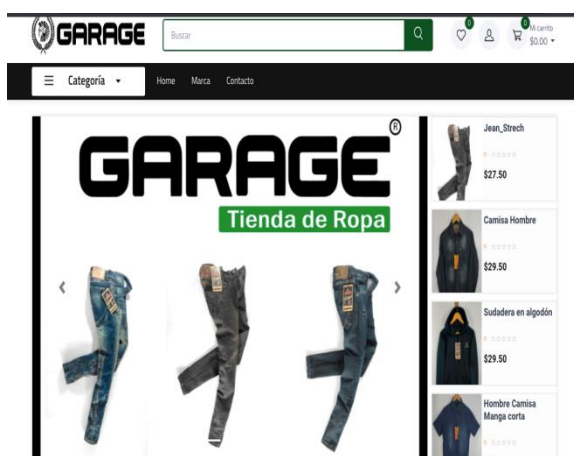 GARAGE
Buscar
0
0
Mi carrito
$0.00
Categoría
Home Marca Contacto
GARAGE®
Tienda de Ropa
Jean_Strech
$27.50
Camisa Hombre
$29.50
Sudadera en algodón
$29.50
Hombre Camisa
Manga corta